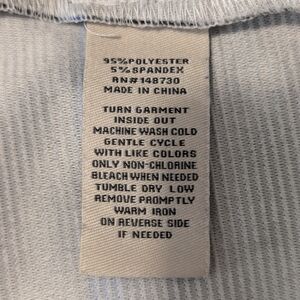 95%POLYESTER
5%SPANDEX
RN#148730
MADE IN CHINA
TURN GARMENT
INSIDE OUT
MACHINE WASH COLD
GENTLE CYCLE
WITH LIKE COLORS
ONLY NON-CHLORINE
BLEACH WHEN NEEDED
TUMBLE DRY LOW
REMOVE PROMPTLY
WARM IRON
ON REVERSE SIDE
IF NEEDED